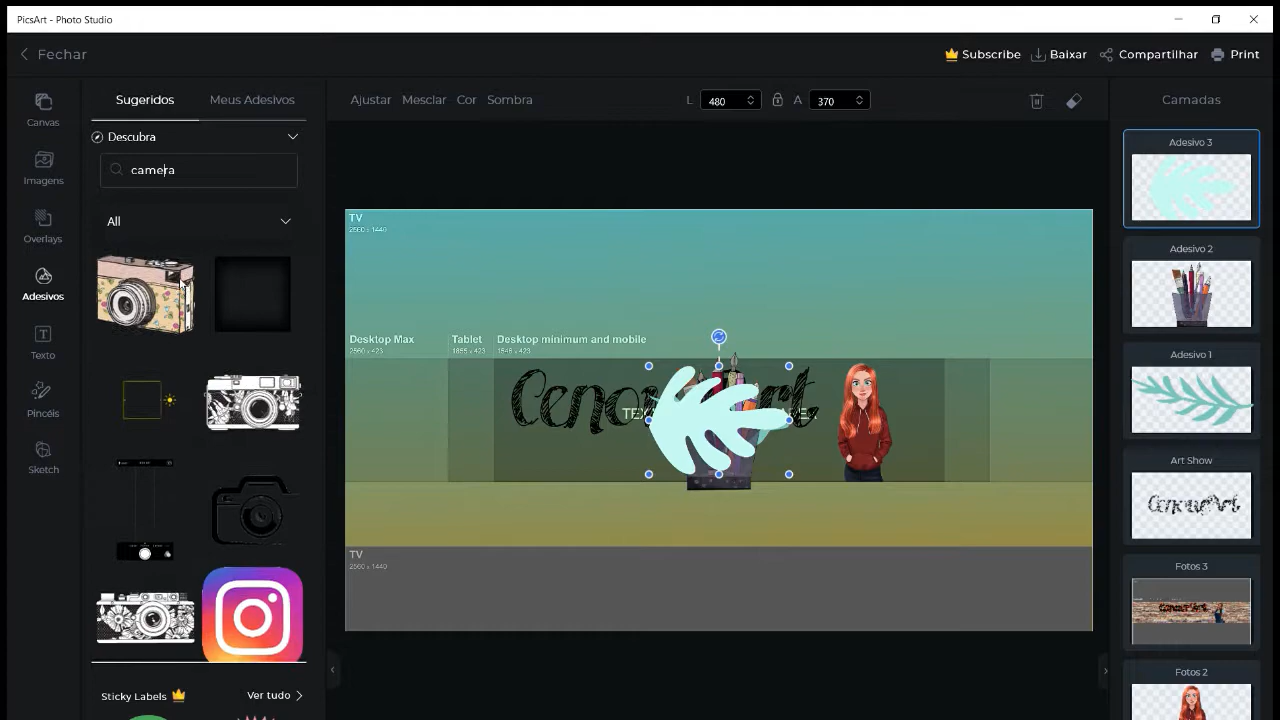 PicsArt - Photo Studio
Fechar
Subscribe
Baixar
Compartilhar
Print
Canvas
Imagens
Overlays
Adesivos
Texto
Pincéis
Sketch
Sugeridos
Meus Adesivos
Descubra
camera
All
Sticky Labels
Ver tudo
Ajustar
Mesclar
Cor
Sombra
L
480
A
370
TV
2560 x 1440
Desktop Max
2560 x 423
Tablet
1855 x 423
Desktop minimum and mobile
1546 x 423
TV
2560 x 1440
Camadas
Adesivo 3
Adesivo 2
Adesivo 1
Art Show
Fotos 3
Fotos 2